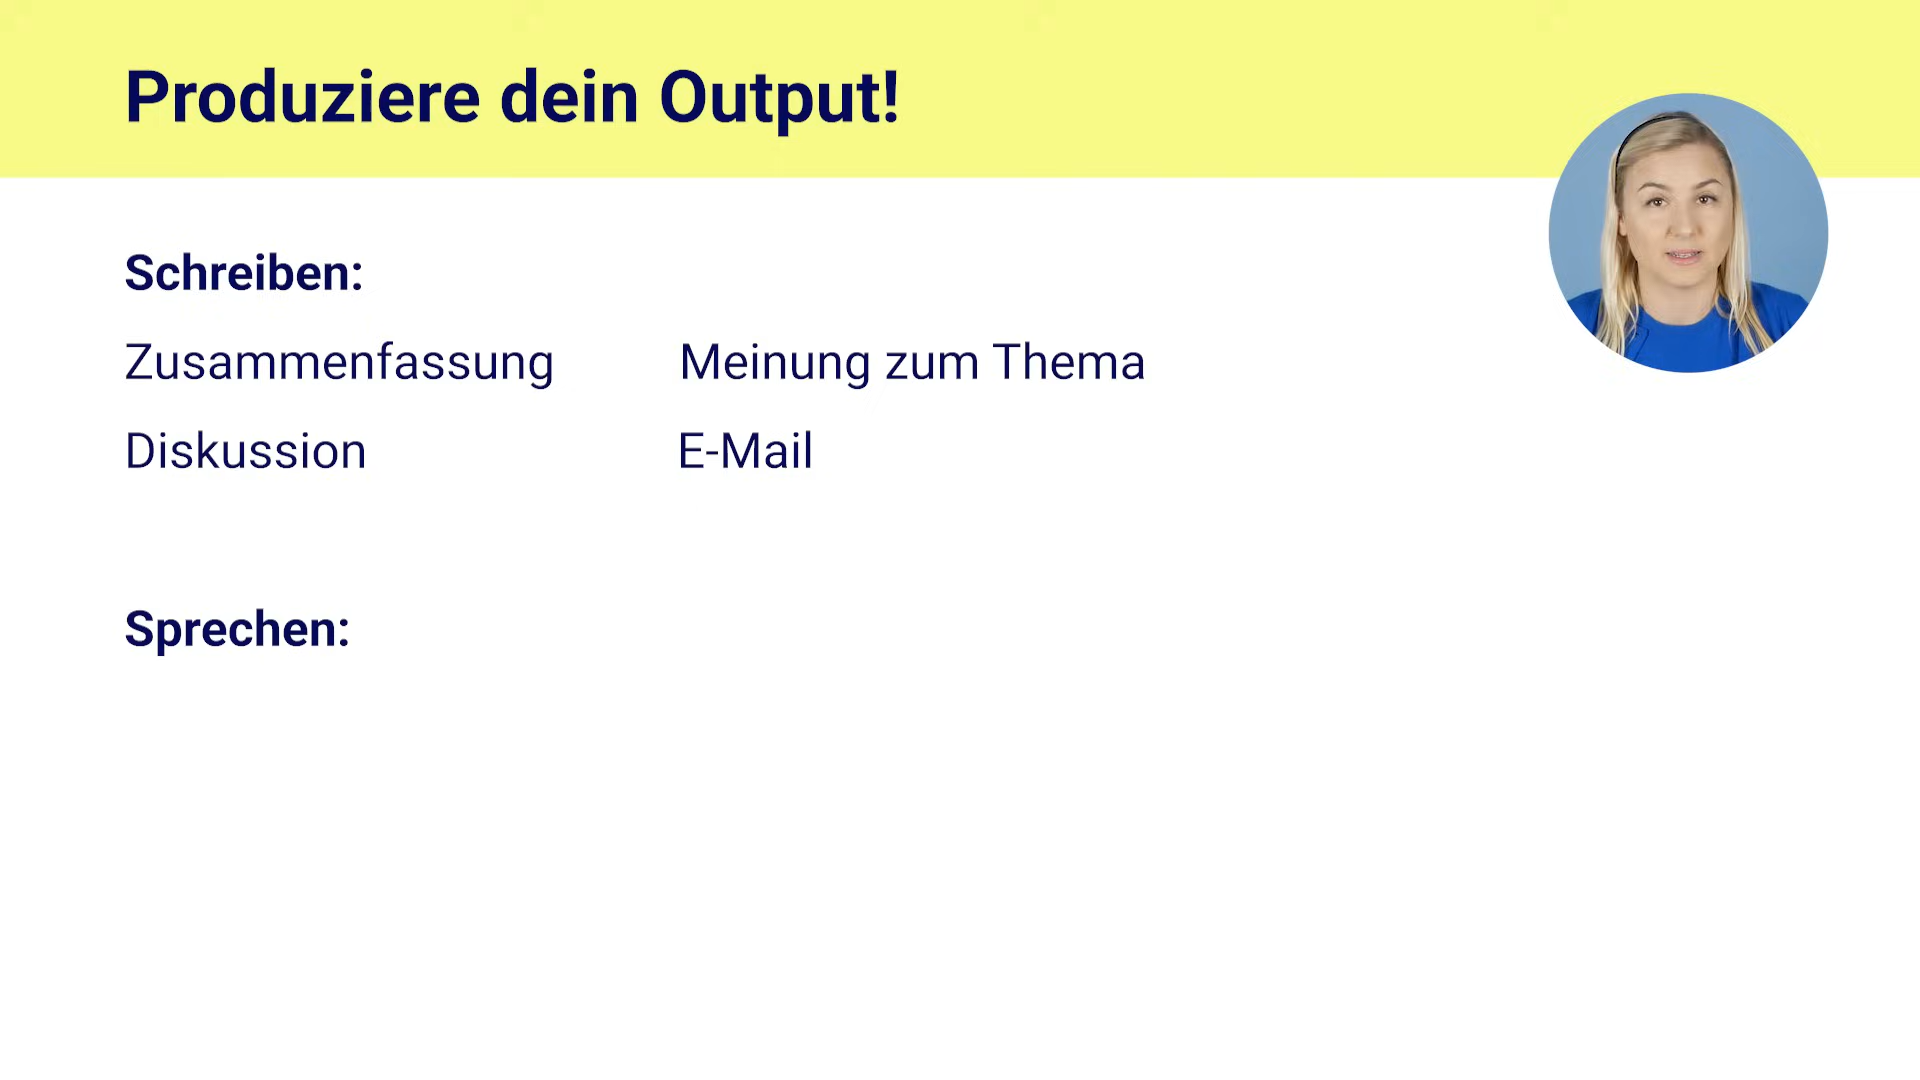 Produziere dein Output!
Schreiben:
Zusammenfassung Meinung zum Thema
Diskussion E-Mail
Sprechen: